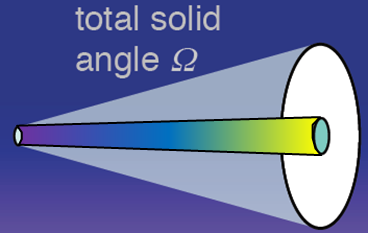 total solid
angle Ω